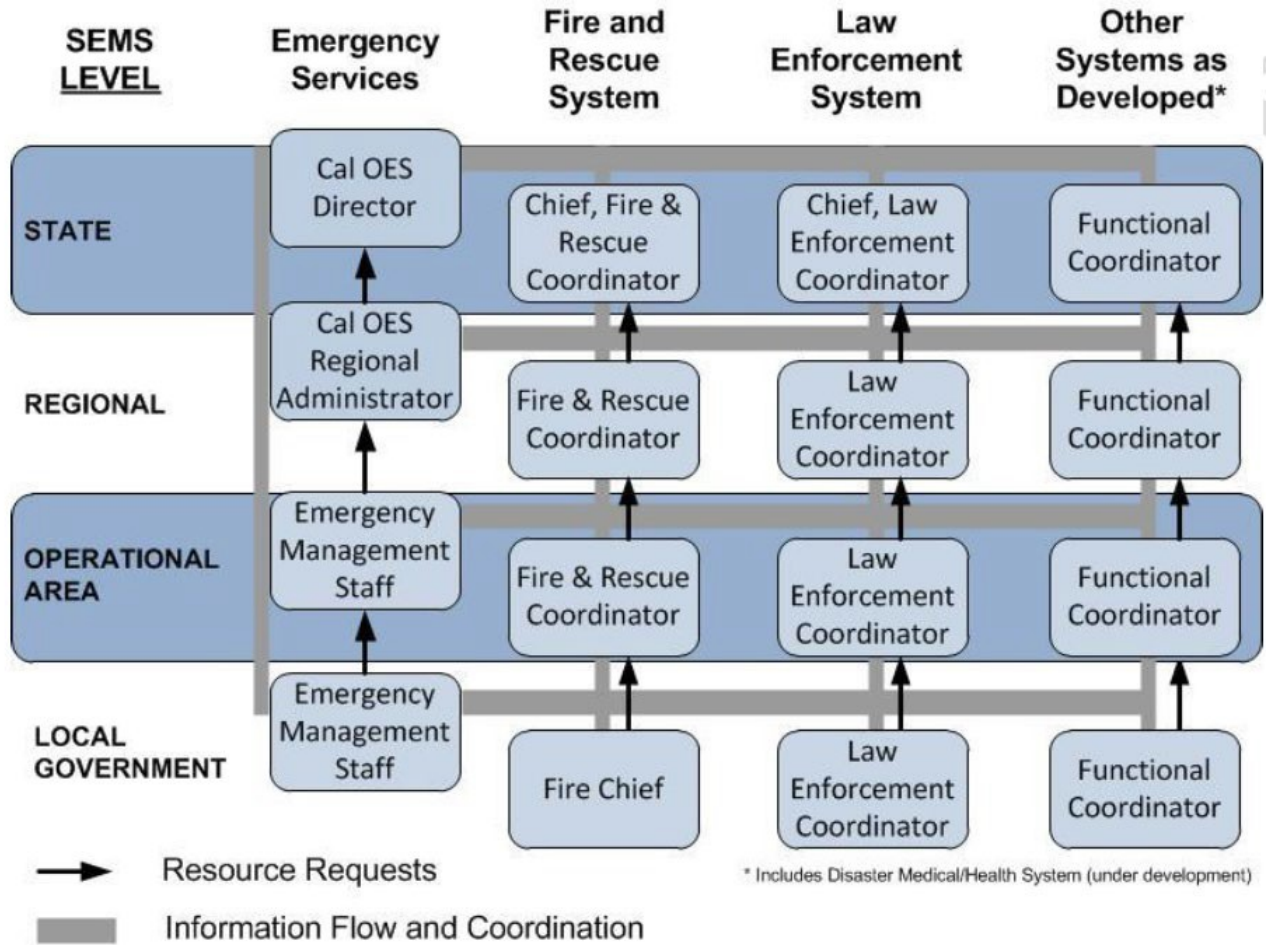 SEMS
LEVEL
Emergency
Services
Fire and
Rescue
System
Law
Enforcement
System
Other
Systems as
Developed*
STATE
Cal OES
Director
Chief, Fire &
Rescue
Coordinator
Chief, Law
Enforcement
Coordinator
Functional
Coordinator
REGIONAL
Cal OES
Regional
Administrator
Fire & Rescue
Coordinator
Law
Enforcement
Coordinator
Functional
Coordinator
OPERATIONAL
AREA
Emergency
Management
Staff
Fire & Rescue
Coordinator
Law
Enforcement
Coordinator
Functional
Coordinator
LOCAL
GOVERNMENT
Emergency
Management
Staff
Fire Chief
Law
Enforcement
Coordinator
Functional
Coordinator
Resource Requests
* Includes Disaster Medical/Health System (under development)
Information Flow and Coordination